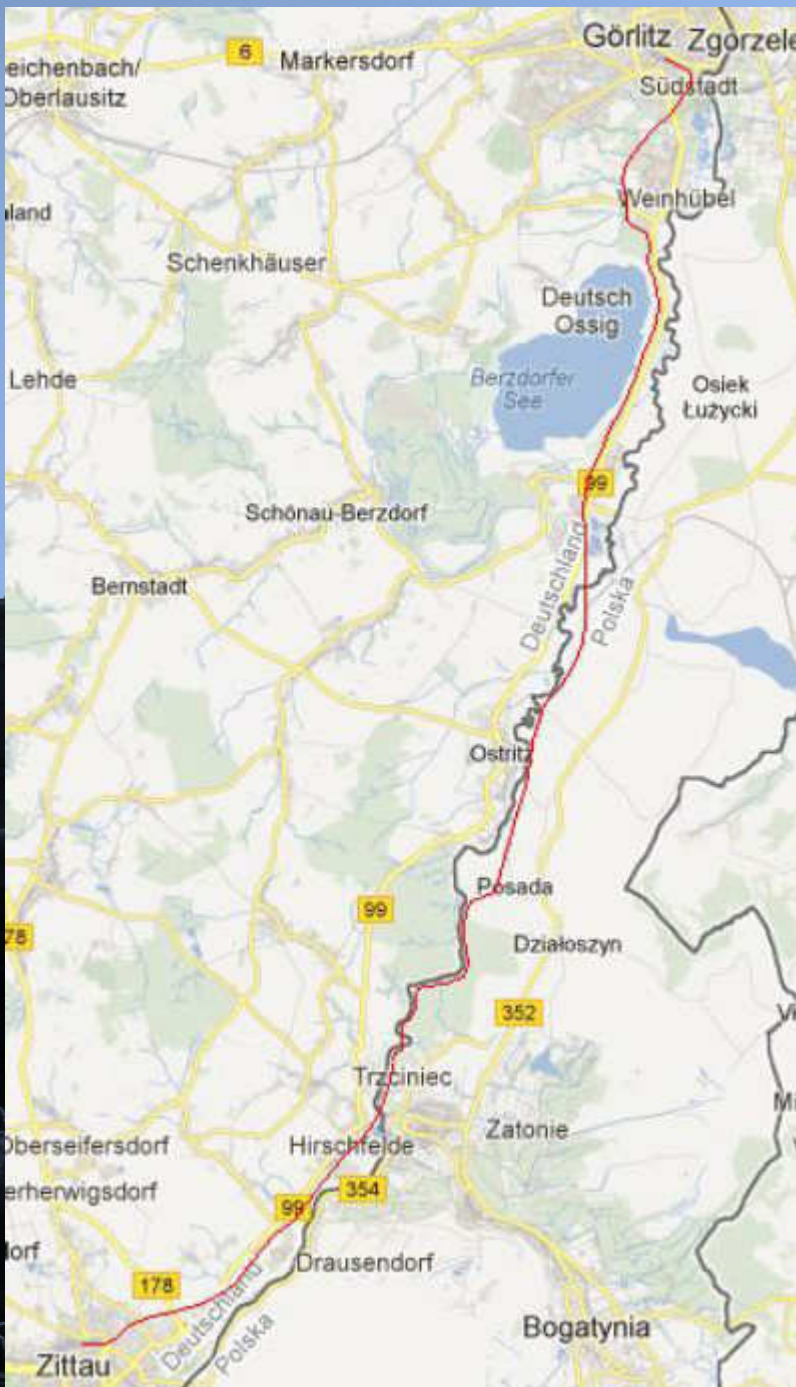 Görlitz Zgorzele
6
Markersdorf
eichenbach/
Oberlausitz
Südstadt
Weinhübel
land
Schenkhäuser
Deutsch
Ossig
Lehde
Berzdorfer
See
Osiek
Łużycki
99
Schönau-Berzdorf
Deutschland
Polska
Bernstadt
Ostritz
Posada
99
78
Działoszyn
352
Trzciniec
Zatonie
Oberseifersdorf
Hirschfelde
erherwigsdorf
354
99
dorf
Drausendorf
178
Deutschland
Polska
Bogatynia
Zittau